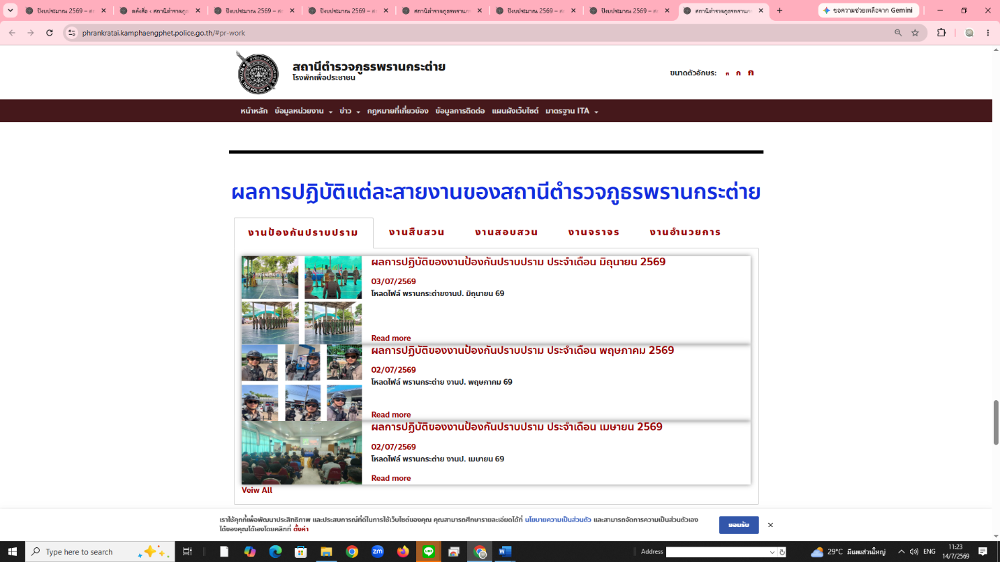 ปีงบประมาณ 2569 – สถ
คลังสื่อ ‹ สถานีตำรวจภูธ
ปีงบประมาณ 2569 – สถ
ปีงบประมาณ 2569 – สถ
สถานีตำรวจภูธรพรานกร
ปีงบประมาณ 2569 – สถ
ปีงบประมาณ 2569 – สถ
สถานีตำรวจภูธรพรานกร
ขอความช่วยเหลือจาก Gemini
phrankratai.kamphaengphet.police.go.th/#pr-work
สถานีตำรวจภูธรพรานกระต่าย
โรงพักเพื่อประชาชน
ขนาดตัวอักษร: ก ก ก
หน้าหลัก ข้อมูลหน่วยงาน ข่าว กฎหมายที่เกี่ยวข้อง ข้อมูลการติดต่อ แผนผังเว็บไซต์ มาตรฐาน ITA
ผลการปฏิบัติแต่ละสายงานของสถานีตำรวจภูธรพรานกระต่าย
งานป้องกันปราบปราม งานสืบสวน งานสอบสวน งานจราจร งานอำนวยการ
ผลการปฏิบัติของงานป้องกันปราบปราม ประจำเดือน มิถุนายน 2569
03/07/2569
โหลดไฟล์ พรานกระต่ายงานป. มิถุนายน 69
Read more
ผลการปฏิบัติของงานป้องกันปราบปราม ประจำเดือน พฤษภาคม 2569
02/07/2569
โหลดไฟล์ พรานกระต่าย งานป. พฤษภาคม 69
Read more
ผลการปฏิบัติของงานป้องกันปราบปราม ประจำเดือน เมษายน 2569
02/07/2569
โหลดไฟล์ พรานกระต่าย งานป. เมษายน 69
Read more
Veiw All
เราใช้คุกกี้เพื่อพัฒนาประสิทธิภาพ และประสบการณ์ที่ดีในการใช้เว็บไซต์ของคุณ คุณสามารถศึกษารายละเอียดได้ที่ นโยบายความเป็นส่วนตัว และสามารถจัดการความเป็นส่วนตัวเอง
ได้ของคุณได้เองโดยคลิกที่ ตั้งค่า
ยอมรับ
Type here to search
Address
29°C มีเมฆส่วนใหญ่
ENG
11:23
14/7/2569